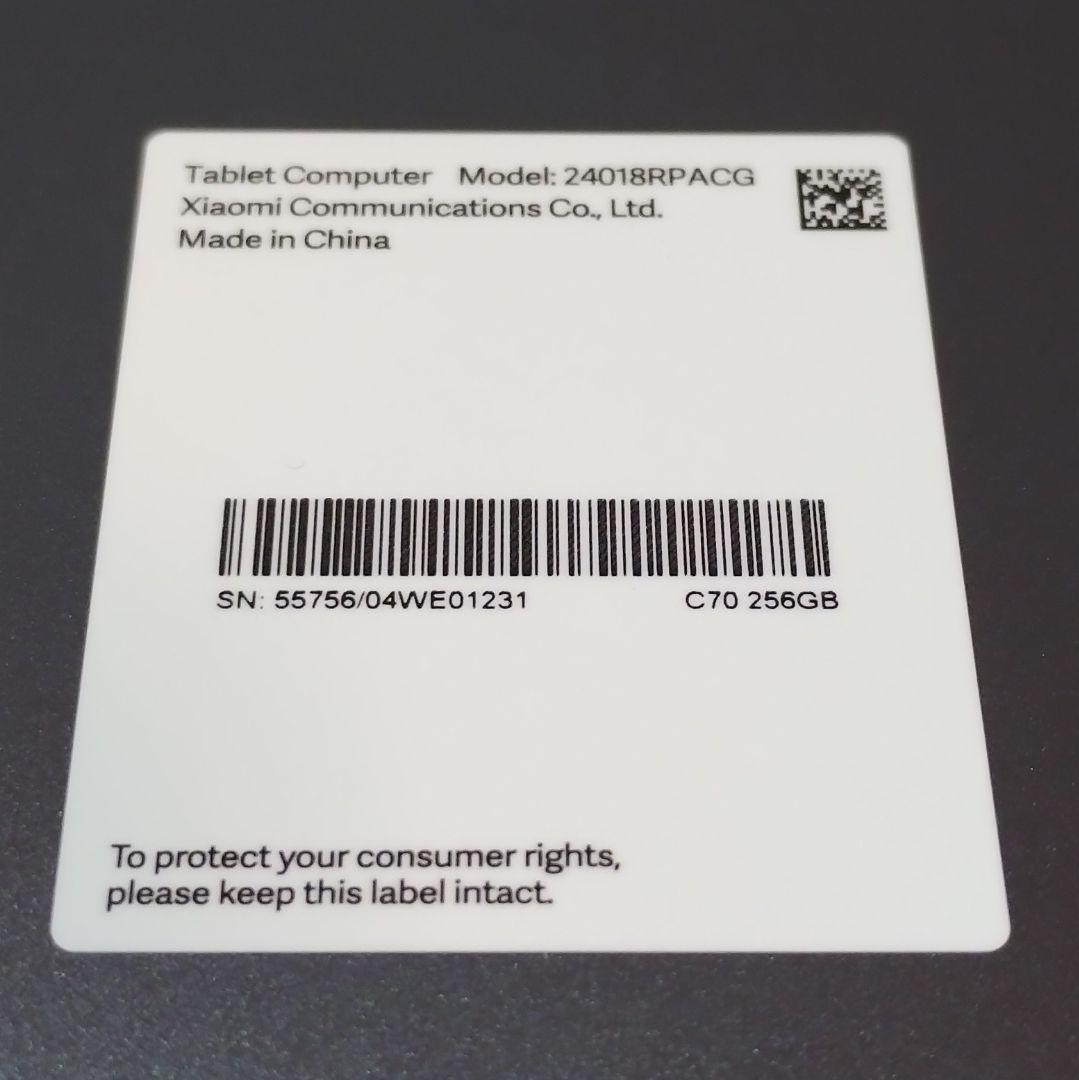 Tablet Computer Model: 24018RPACG
Xiaomi Communications Co., Ltd.
Made in China
SN: 55756/04WE01231 C70 256GB
To protect your consumer rights,
please keep this label intact.